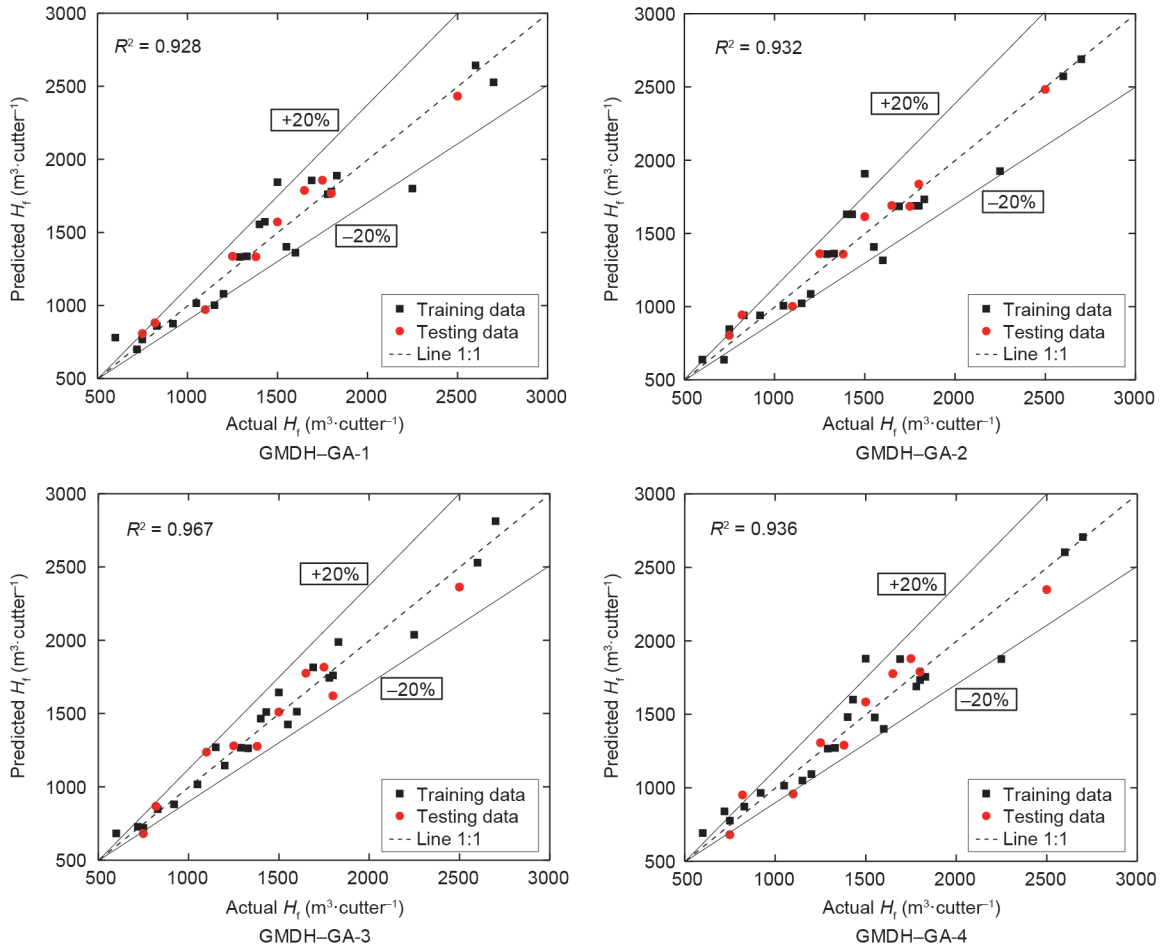 3000
2500
2000
1500
1000
500
Predicted Hf (m³·cutter⁻¹)
R² = 0.928
+20%
–20%
Training data
Testing data
Line 1:1
500 1000 1500 2000 2500 3000
Actual Hf (m³·cutter⁻¹)
GMDH–GA-1
3000
2500
2000
1500
1000
500
Predicted Hf (m³·cutter⁻¹)
R² = 0.932
+20%
–20%
Training data
Testing data
Line 1:1
500 1000 1500 2000 2500 3000
Actual Hf (m³·cutter⁻¹)
GMDH–GA-2
3000
2500
2000
1500
1000
500
Predicted Hf (m³·cutter⁻¹)
R² = 0.967
+20%
–20%
Training data
Testing data
Line 1:1
500 1000 1500 2000 2500 3000
Actual Hf (m³·cutter⁻¹)
GMDH–GA-3
3000
2500
2000
1500
1000
500
Predicted Hf (m³·cutter⁻¹)
R² = 0.936
+20%
–20%
Training data
Testing data
Line 1:1
500 1000 1500 2000 2500 3000
Actual Hf (m³·cutter⁻¹)
GMDH–GA-4